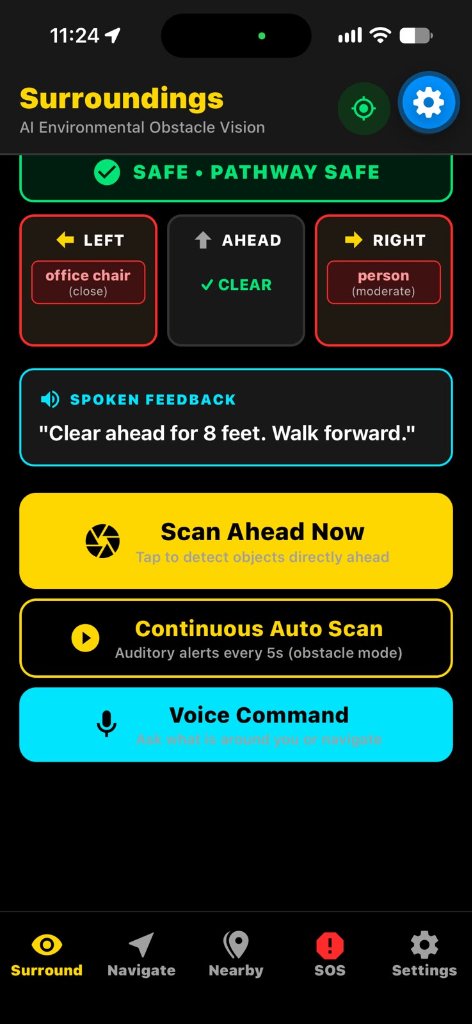 11:24
Surroundings
AI Environmental Obstacle Vision
SAFE • PATHWAY SAFE
LEFT
office chair
(close)
AHEAD
✓ CLEAR
RIGHT
person
(moderate)
SPOKEN FEEDBACK
"Clear ahead for 8 feet. Walk forward."
Scan Ahead Now
Tap to detect objects directly ahead
Continuous Auto Scan
Auditory alerts every 5s (obstacle mode)
Voice Command
Ask what is around you or navigate
Surround
Navigate
Nearby
SOS
Settings